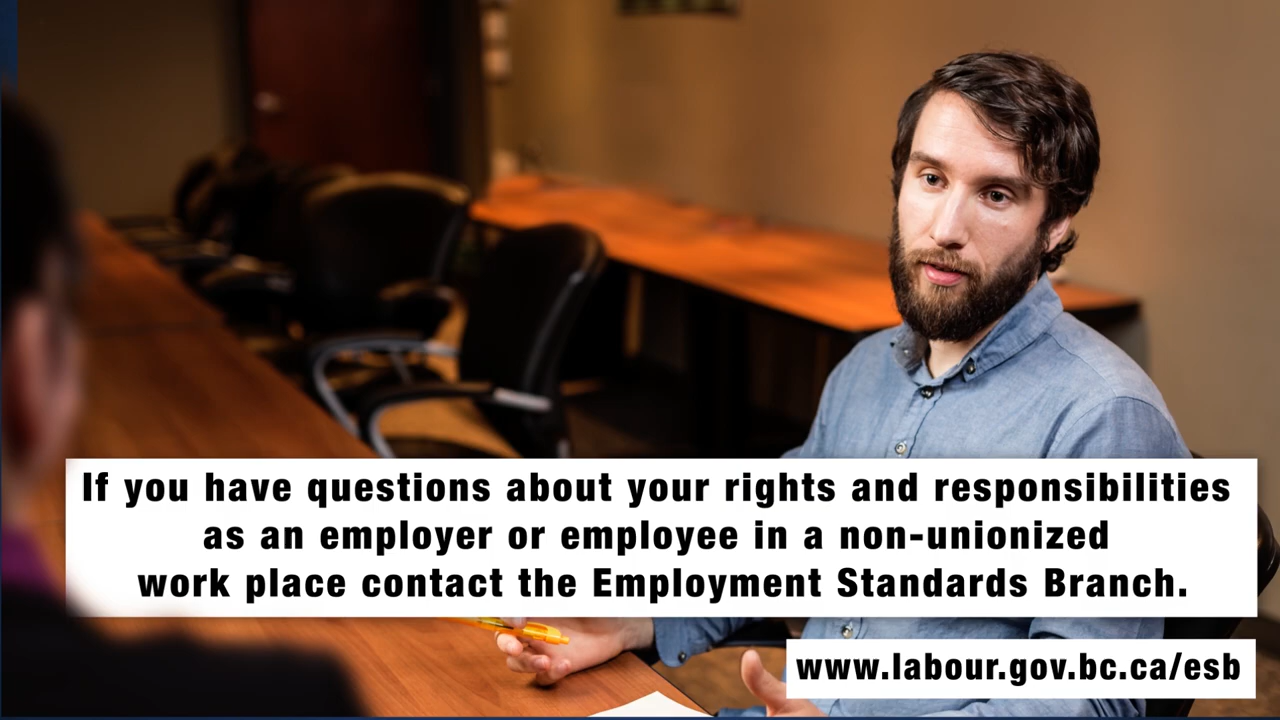 If you have questions about your rights and responsibilities
as an employer or employee in a non-unionized
work place contact the Employment Standards Branch.
www.labour.gov.bc.ca/esb